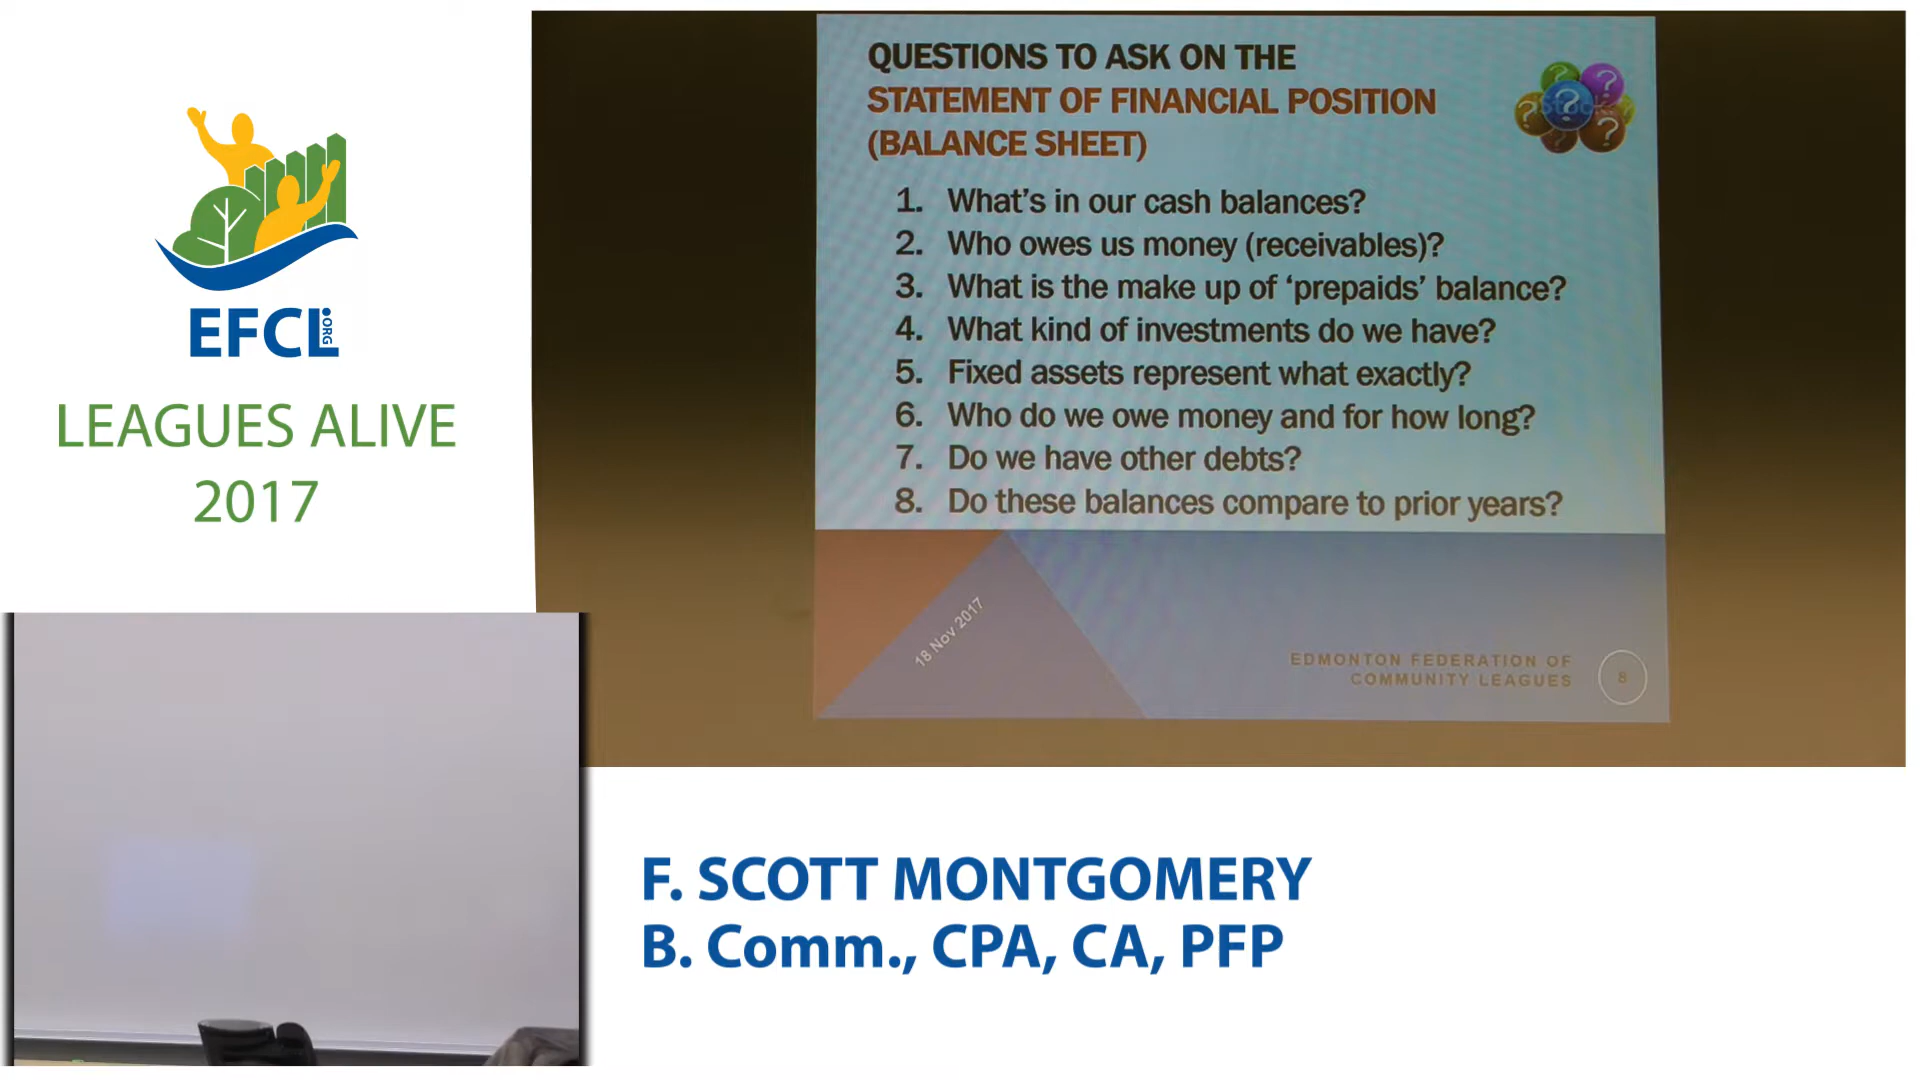 EFCL.ORG
LEAGUES ALIVE
2017
QUESTIONS TO ASK ON THE
STATEMENT OF FINANCIAL POSITION
(BALANCE SHEET)
1. What's in our cash balances?
2. Who owes us money (receivables)?
3. What is the make up of ‘prepaids’ balance?
4. What kind of investments do we have?
5. Fixed assets represent what exactly?
6. Who do we owe money and for how long?
7. Do we have other debts?
8. Do these balances compare to prior years?
18 Nov 2017
EDMONTON FEDERATION OF
COMMUNITY LEAGUES
8
F. SCOTT MONTGOMERY
B. Comm., CPA, CA, PFP